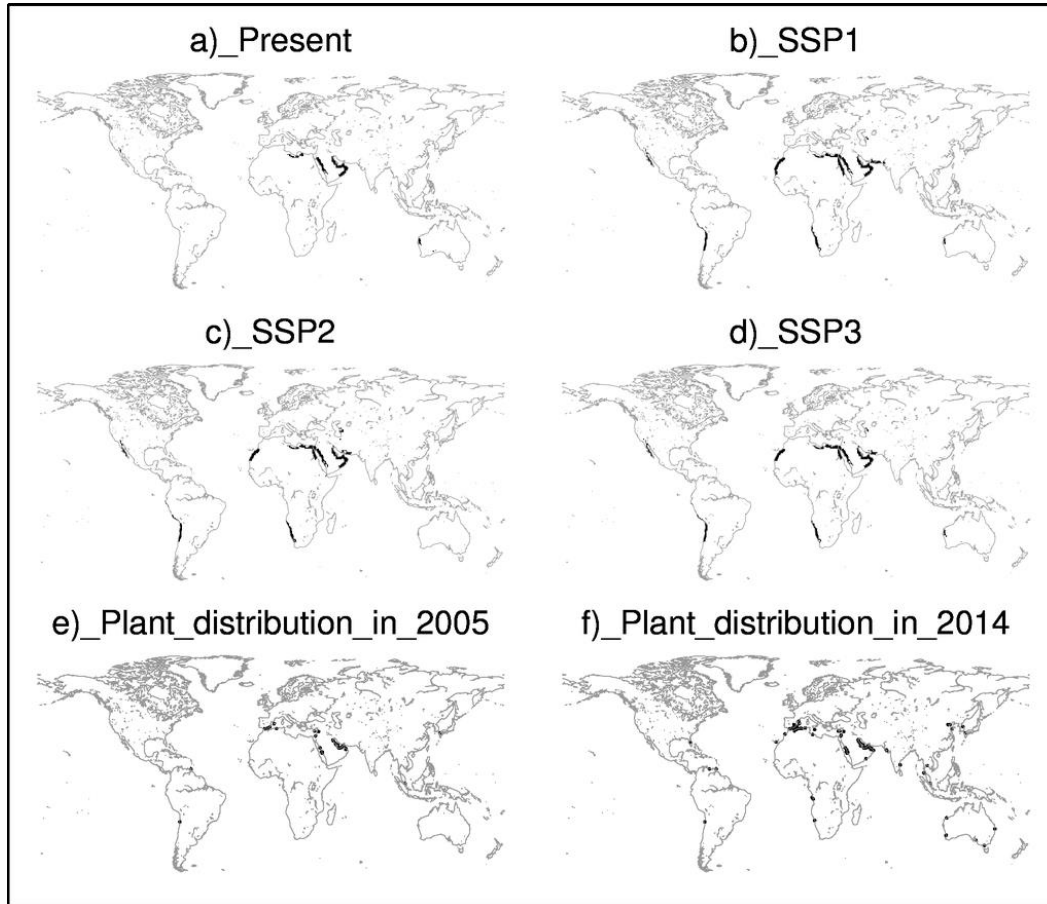 a)_Present
b)_SSP1
c)_SSP2
d)_SSP3
e)_Plant_distribution_in_2005
f)_Plant_distribution_in_2014